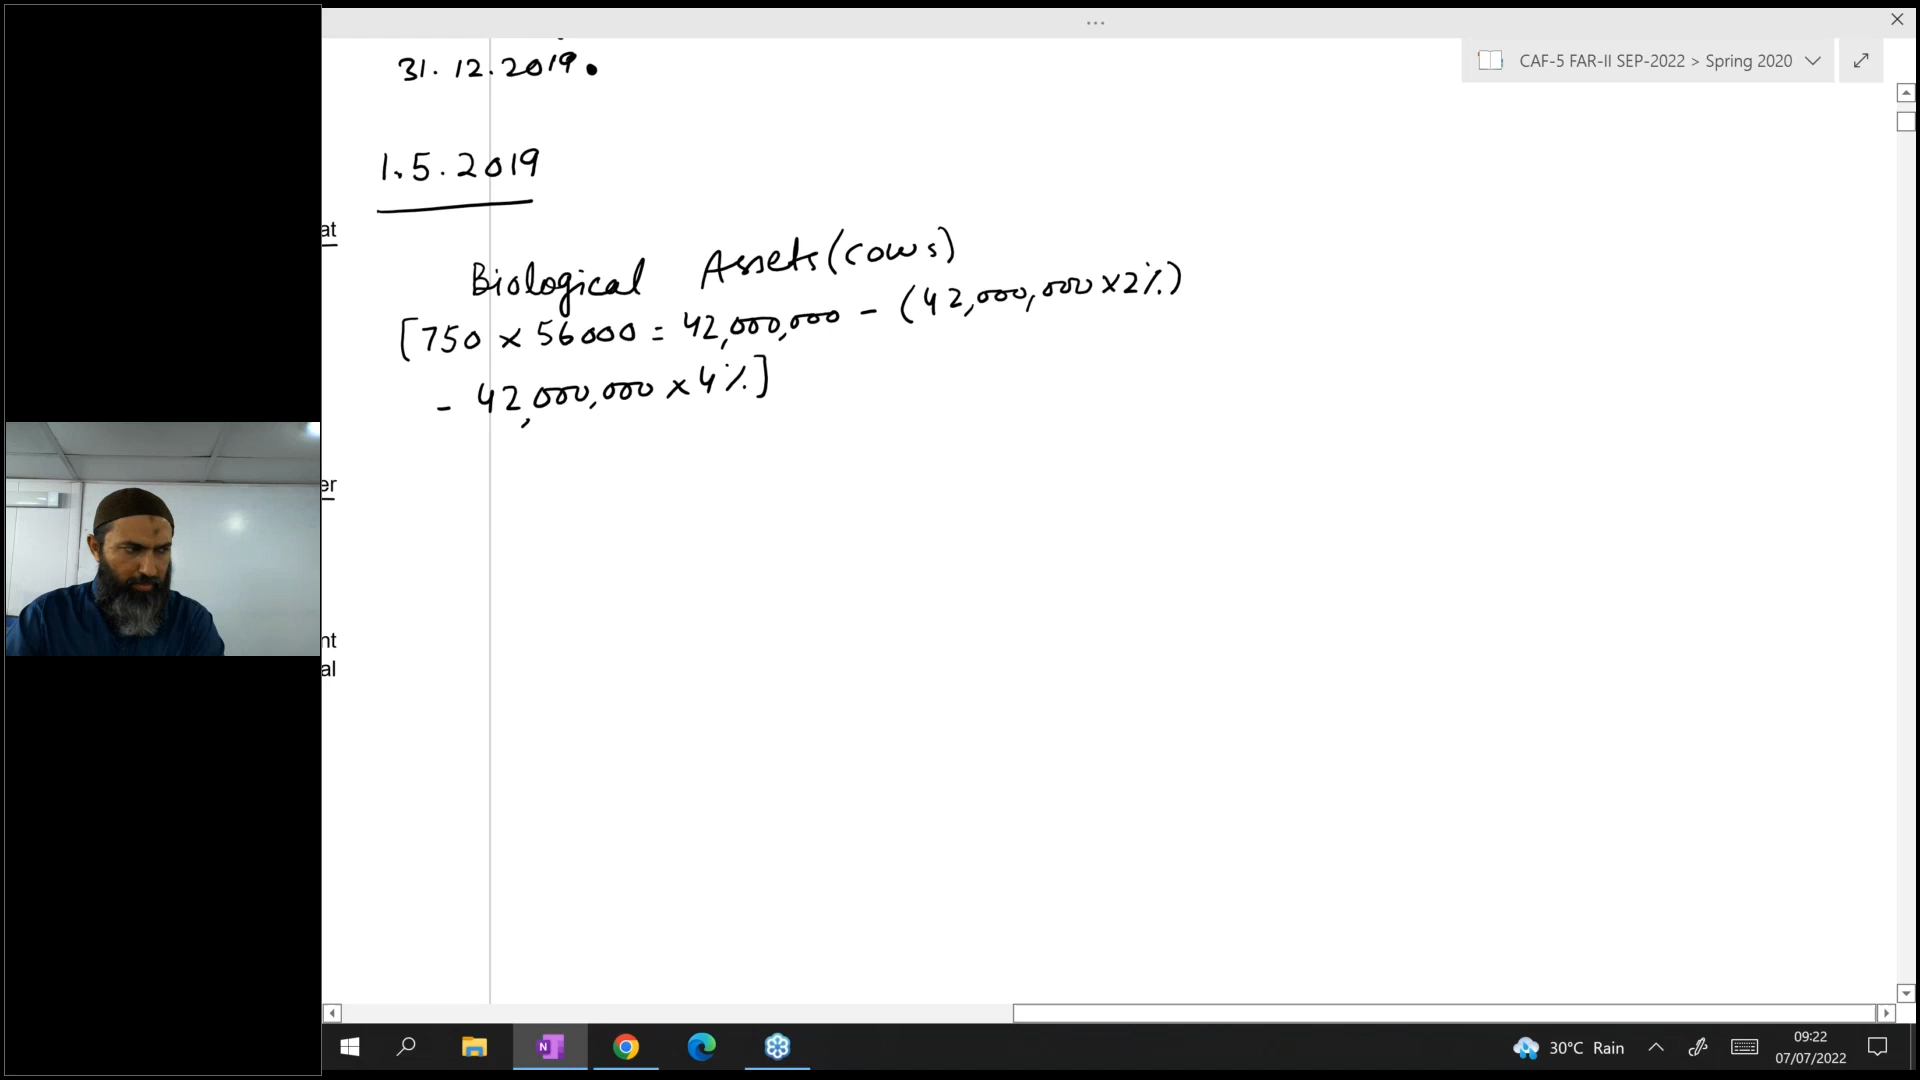 31.12.2019.
CAF-5 FAR-II SEP-2022 > Spring 2020
1.5.2019
at
Biological Assets (cows)
[750 × 56000 = 42,000,000 - (42,000,000 × 2%)
- 42,000,000 × 4%]
er
nt
al
30°C Rain
09:22
07/07/2022